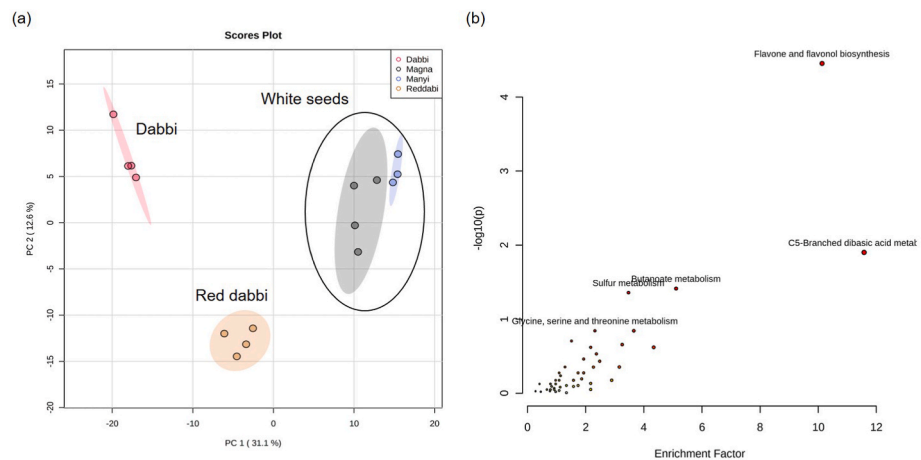 (a)
Scores Plot
Dabbi
Magna
Manyi
Reddabi
White seeds
Dabbi
Red dabbi
PC 2 ( 12.6 %)
15
10
5
0
-5
-10
-15
-20
-20
-10
0
10
20
PC 1 ( 31.1 %)
(b)
Flavone and flavonol biosynthesis
C5-Branched dibasic acid metab
Butanoate metabolism
Sulfur metabolism
Glycine, serine and threonine metabolism
-log10(p)
4
3
2
1
0
0
2
4
6
8
10
12
Enrichment Factor